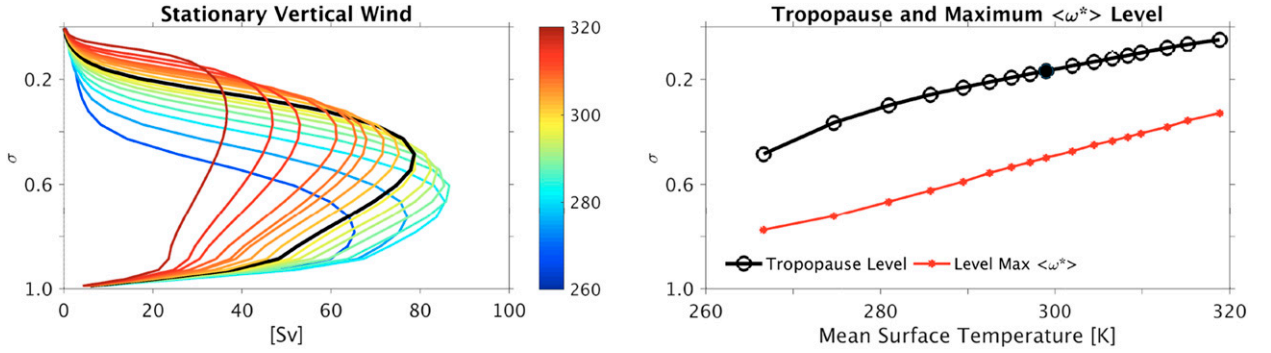 Stationary Vertical Wind
0.2
0.6
1.0
σ
0 20 40 60 80 100
[Sv]
320
300
280
260
Tropopause and Maximum <ω*> Level
0.2
0.6
1.0
σ
Tropopause Level
Level Max <ω*>
260 280 300 320
Mean Surface Temperature [K]